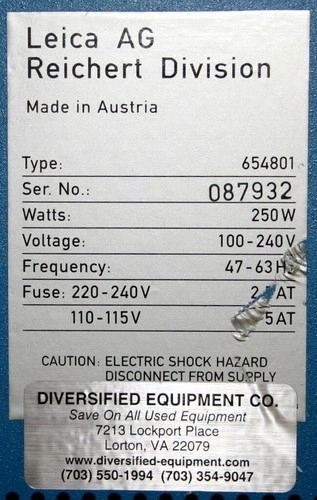 Leica AG
Reichert Division
Made in Austria
Type: 654801
Ser. No.: 087932
Watts: 250W
Voltage: 100-240V
Frequency: 47-63H
Fuse: 220-240V AT
110-115V 5AT
CAUTION: ELECTRIC SHOCK HAZARD
DISCONNECT FROM SUPPLY
DIVERSIFIED EQUIPMENT CO.
Save On All Used Equipment
7213 Lockport Place
Lorton, VA 22079
www.diversified-equipment.com
(703) 550-1994 (703) 354-9047